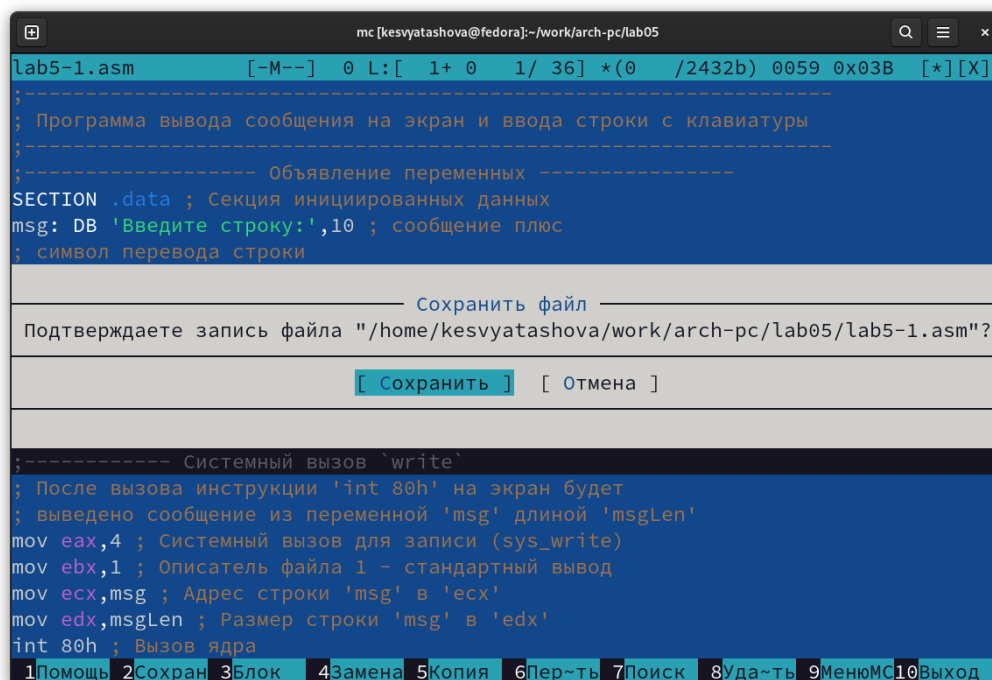 mc [kesvyatashova@fedora]:~/work/arch-pc/lab05
lab5-1.asm [-M--] 0 L:[ 1+ 0 1/ 36] *(0 /2432b) 0059 0x03B [*][X]
;------------------------------------------------------------------
; Программа вывода сообщения на экран и ввода строки с клавиатуры
;------------------------------------------------------------------
;------------------- Объявление переменных ----------------
SECTION .data ; Секция инициированных данных
msg: DB 'Введите строку:',10 ; сообщение плюс
; символ перевода строки
Сохранить файл
Подтверждаете запись файла "/home/kesvyatashova/work/arch-pc/lab05/lab5-1.asm"?
[ Сохранить ] [ Отмена ]
;------------ Системный вызов `write`
; После вызова инструкции 'int 80h' на экран будет
; выведено сообщение из переменной 'msg' длиной 'msgLen'
mov eax,4 ; Системный вызов для записи (sys_write)
mov ebx,1 ; Описатель файла 1 - стандартный вывод
mov ecx,msg ; Адрес строки 'msg' в 'ecx'
mov edx,msgLen ; Размер строки 'msg' в 'edx'
int 80h ; Вызов ядра
1Помощь 2Сохран 3Блок 4Замена 5Копия 6Пер~ть 7Поиск 8Уда~ть 9МенюMC 10Выход